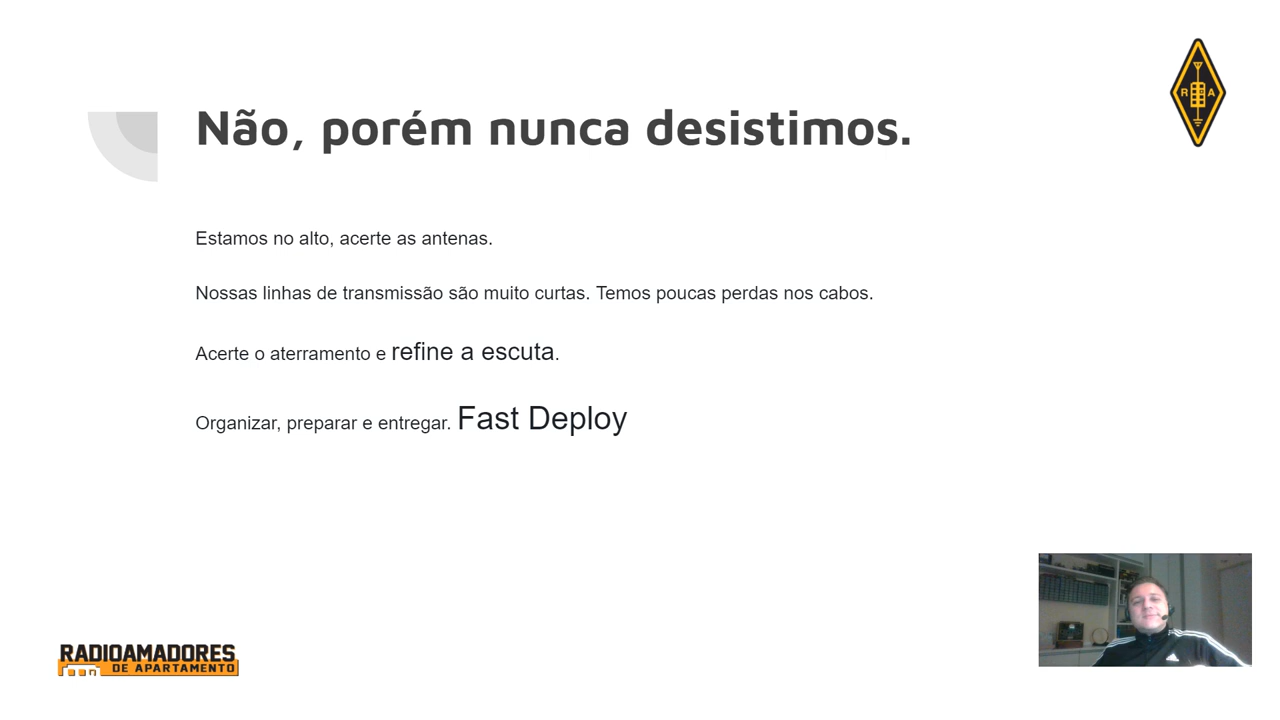 Não, porém nunca desistimos.
R A
Estamos no alto, acerte as antenas.
Nossas linhas de transmissão são muito curtas. Temos poucas perdas nos cabos.
Acerte o aterramento e refine a escuta.
Organizar, preparar e entregar. Fast Deploy
RADIOAMADORES
DE APARTAMENTO